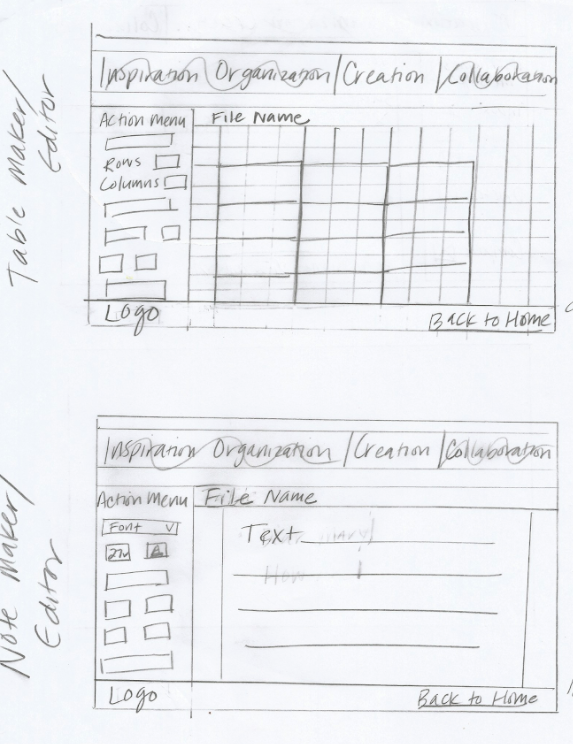 Table Maker/
Editor
Inspiration Organization | Creation | Collaboration
Action Menu
File Name
Rows
Columns
Logo
Back to Home
Note Maker/
Editor
Inspiration Organization | Creation | Collaboration
Action Menu
File Name
Font
Text
Logo
Back to Home